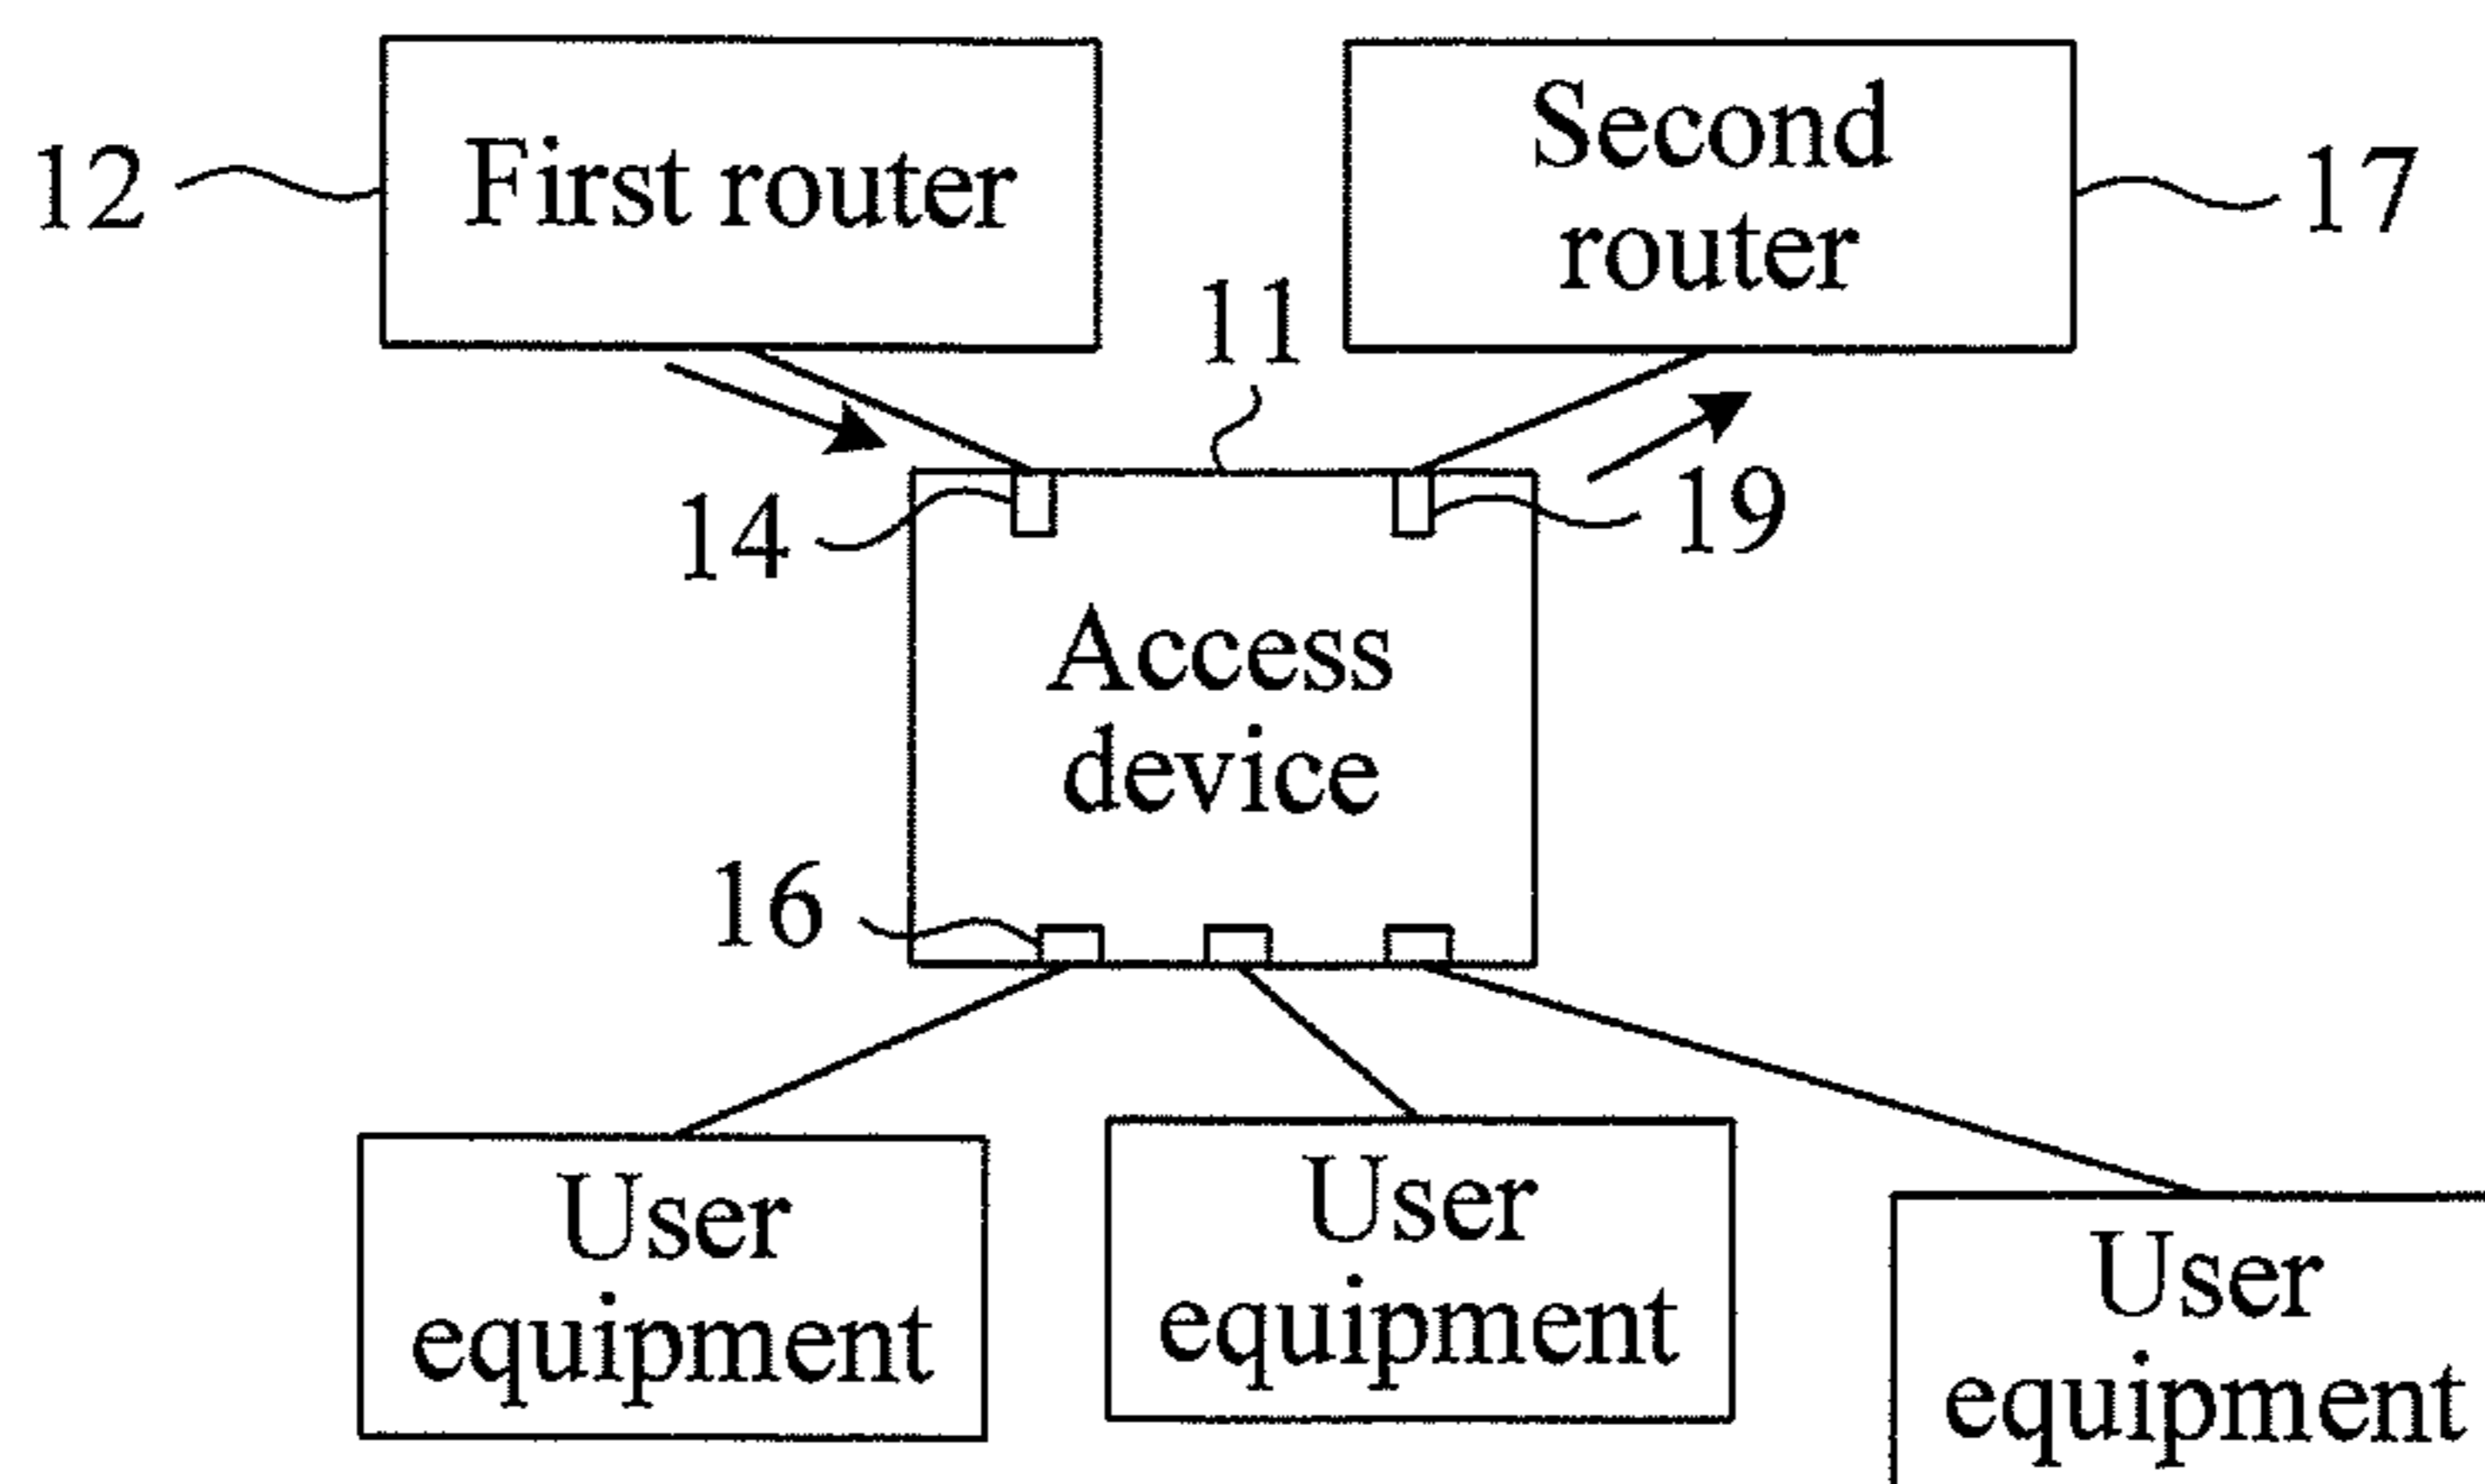 12
First router
Second
router
17
11
14
19
Access
device
16
User
equipment
User
equipment
User
equipment